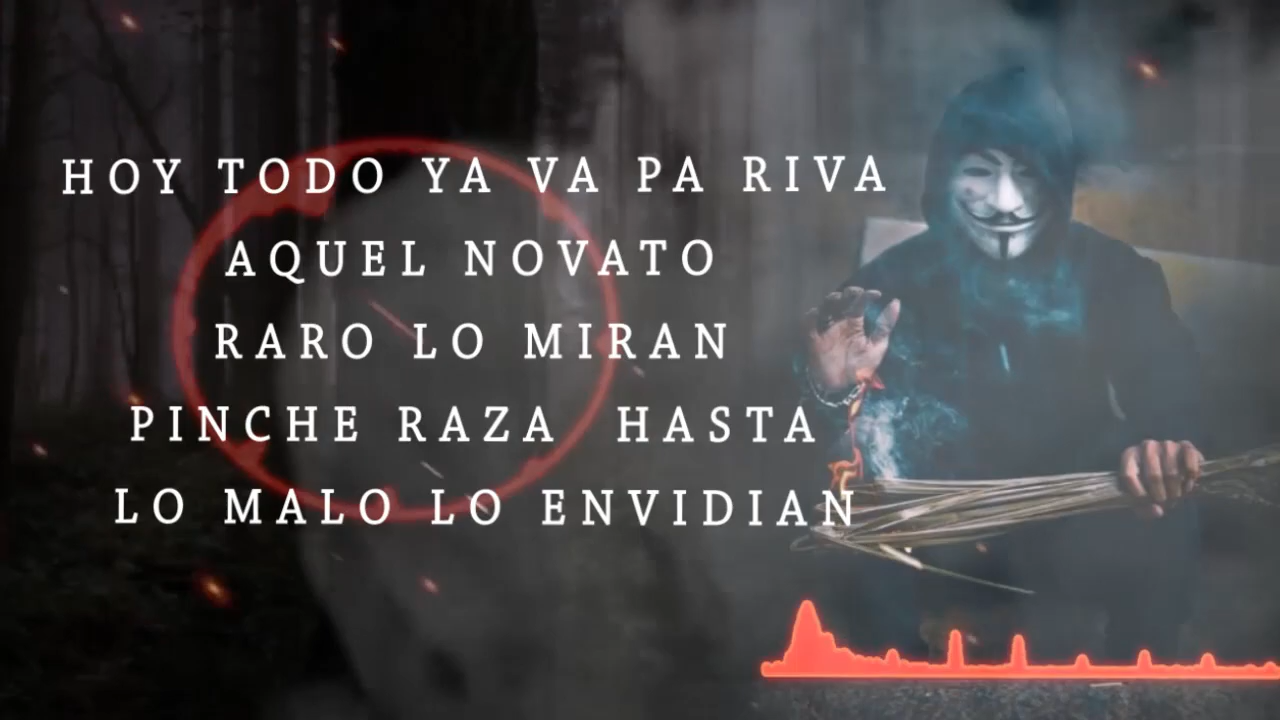 HOY TODO YA VA PA RIVA
AQUEL NOVATO
RARO LO MIRAN
PINCHE RAZA HASTA
LO MALO LO ENVIDIAN